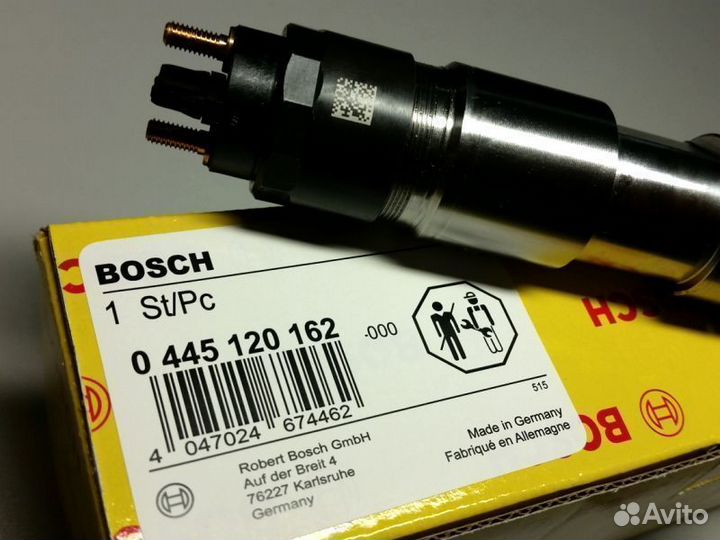 BOSCH
1 St/Pc
0 445 120 162
-000
4 047024 674462
515
Robert Bosch GmbH
Auf der Breit 4
76227 Karlsruhe
Germany
Made in Germany
Fabriqué en Allemagne
BOSCH
BOSC
Avito